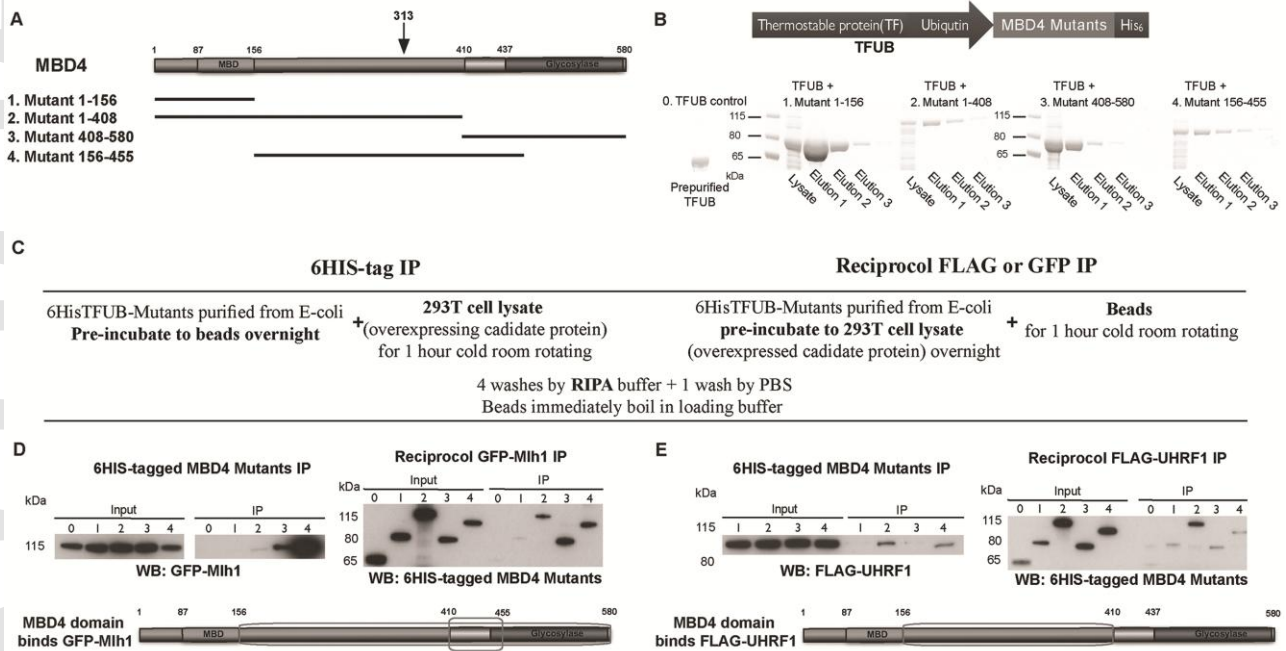 A
313
1 87 156 410 437 580
MBD4 MBD Glycosylase
1. Mutant 1-156
2. Mutant 1-408
3. Mutant 408-580
4. Mutant 156-455
B
Thermostable protein(TF) Ubiqutin MBD4 Mutants His6
TFUB
TFUB + TFUB + TFUB + TFUB +
0. TFUB control 1. Mutant 1-156 2. Mutant 1-408 3. Mutant 408-580 4. Mutant 156-455
115 115
80 80
65 65
kDa kDa
Prepurified
TFUB
Lysate Elution 1 Elution 2 Elution 3 Lysate Elution 1 Elution 2 Elution 3 Lysate Elution 1 Elution 2 Elution 3 Lysate Elution 1 Elution 2 Elution 3
C
6HIS-tag IP Reciprocol FLAG or GFP IP
6HisTFUB-Mutants purified from E-coli
Pre-incubate to beads overnight
+
293T cell lysate
(overexpressing cadidate protein)
for 1 hour cold room rotating
6HisTFUB-Mutants purified from E-coli
pre-incubate to 293T cell lysate
(overexpressed cadidate protein) overnight
+
Beads
for 1 hour cold room rotating
4 washes by RIPA buffer + 1 wash by PBS
Beads immediately boil in loading buffer
D
6HIS-tagged MBD4 Mutants IP
Input IP
kDa
0 1 2 3 4 0 1 2 3 4
115
WB: GFP-Mlh1
Reciprocol GFP-Mlh1 IP
Input IP
kDa
0 1 2 3 4 0 1 2 3 4
115
80
65
WB: 6HIS-tagged MBD4 Mutants
1 87 156 410 455 580
MBD4 domain
binds GFP-Mlh1
MBD Glycosylase
E
6HIS-tagged MBD4 Mutants IP
Input IP
kDa
1 2 3 4 1 2 3 4
115
80
WB: FLAG-UHRF1
Reciprocol FLAG-UHRF1 IP
Input IP
kDa
0 1 2 3 4 0 1 2 3 4
115
80
65
WB: 6HIS-tagged MBD4 Mutants
1 87 156 410 437 580
MBD4 domain
binds FLAG-UHRF1
MBD Glycosylase